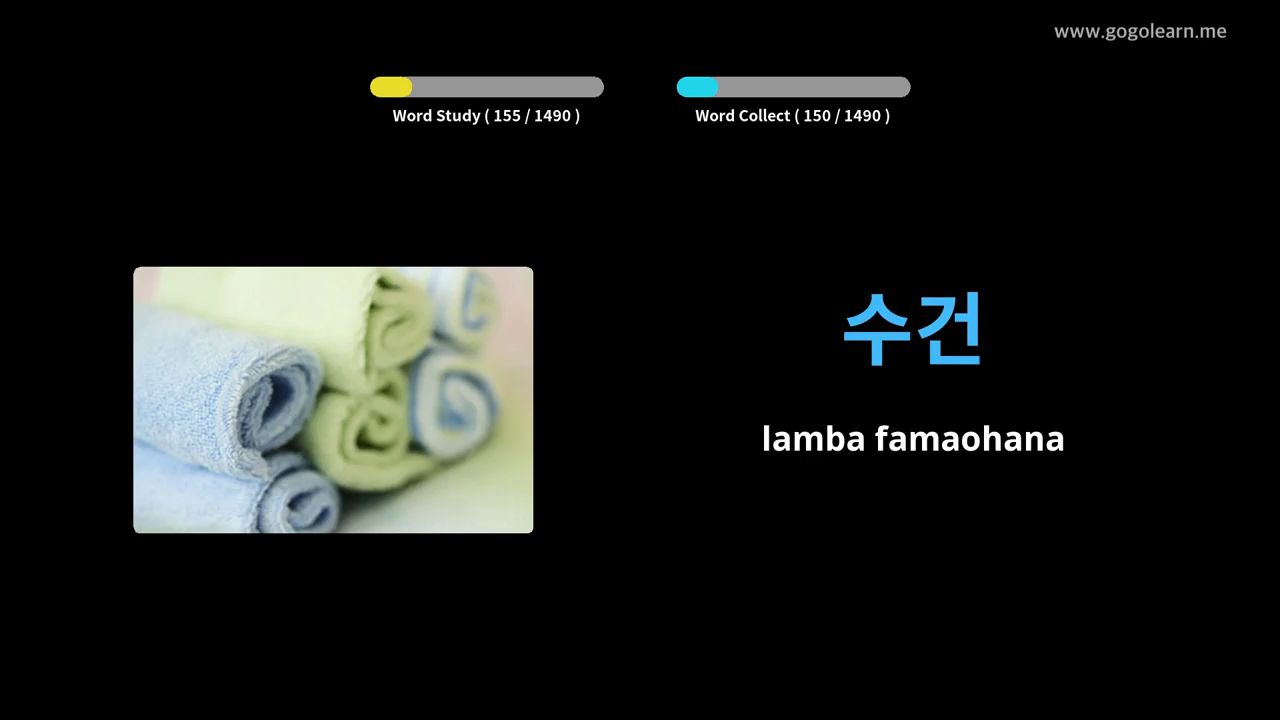 www.gogolearn.me
Word Study ( 155 / 1490 )
Word Collect ( 150 / 1490 )
수건
lamba famaohana